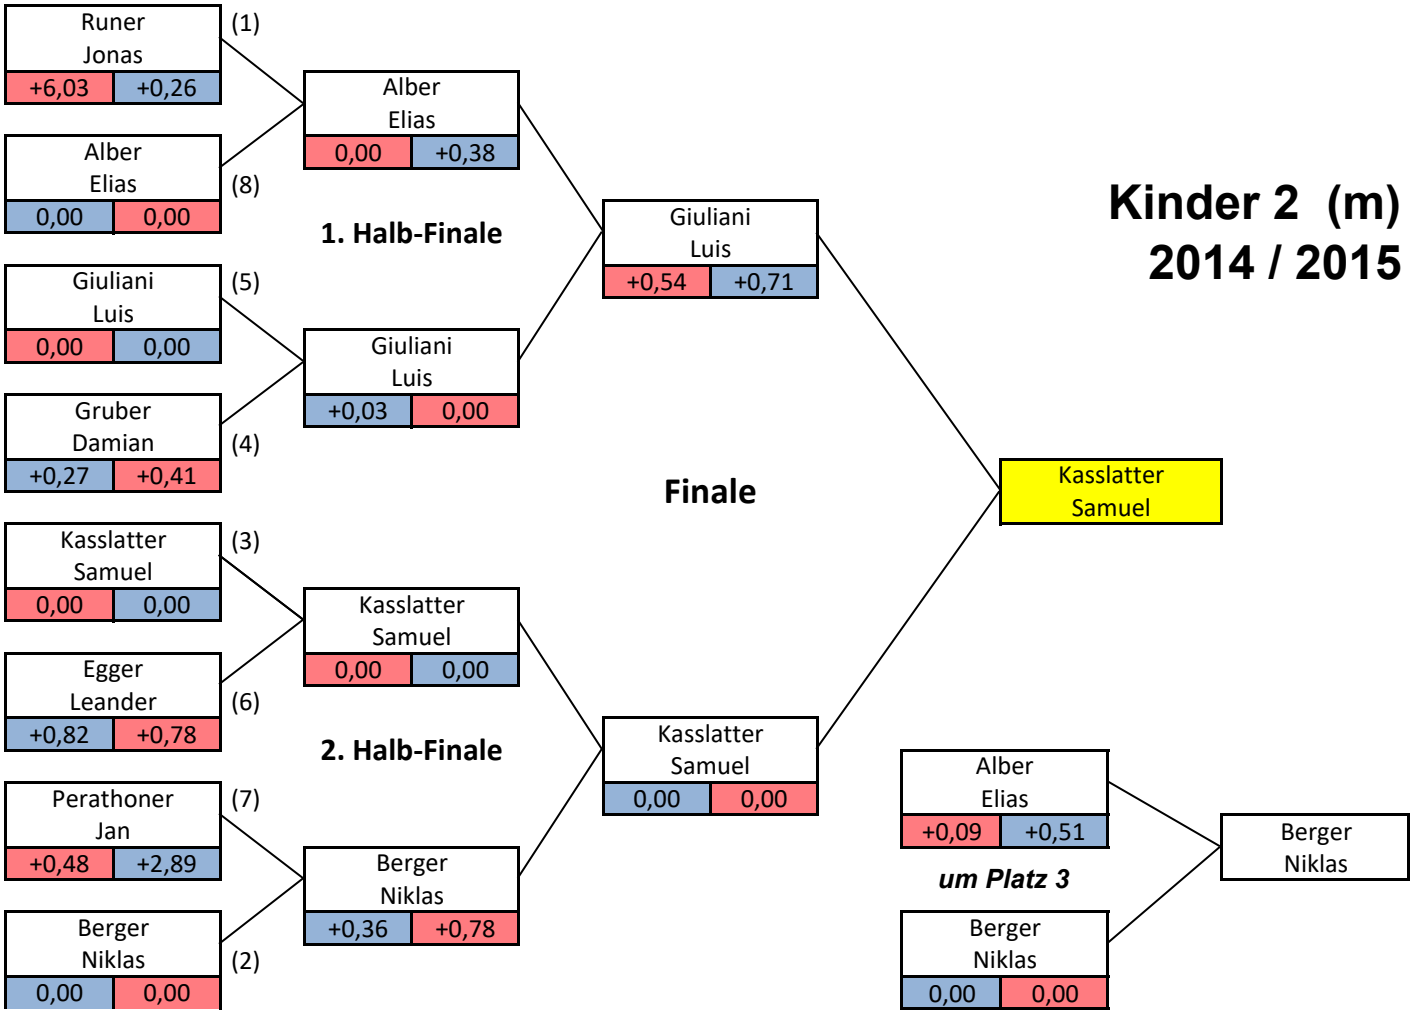 Runer
Jonas
(1)
+6,03 +0,26
Alber
Elias
(8)
0,00 0,00
Giuliani
Luis
(5)
0,00 0,00
Gruber
Damian
(4)
+0,27 +0,41
Kasslatter
Samuel
(3)
0,00 0,00
Egger
Leander
(6)
+0,82 +0,78
Perathoner
Jan
(7)
+0,48 +2,89
Berger
Niklas
(2)
0,00 0,00
Alber
Elias
0,00 +0,38
1. Halb-Finale
Giuliani
Luis
+0,03 0,00
Kasslatter
Samuel
0,00 0,00
2. Halb-Finale
Berger
Niklas
+0,36 +0,78
Giuliani
Luis
+0,54 +0,71
Finale
Kasslatter
Samuel
0,00 0,00
Kinder 2 (m)
2014 / 2015
Kasslatter
Samuel
Alber
Elias
+0,09 +0,51
um Platz 3
Berger
Niklas
0,00 0,00
Berger
Niklas